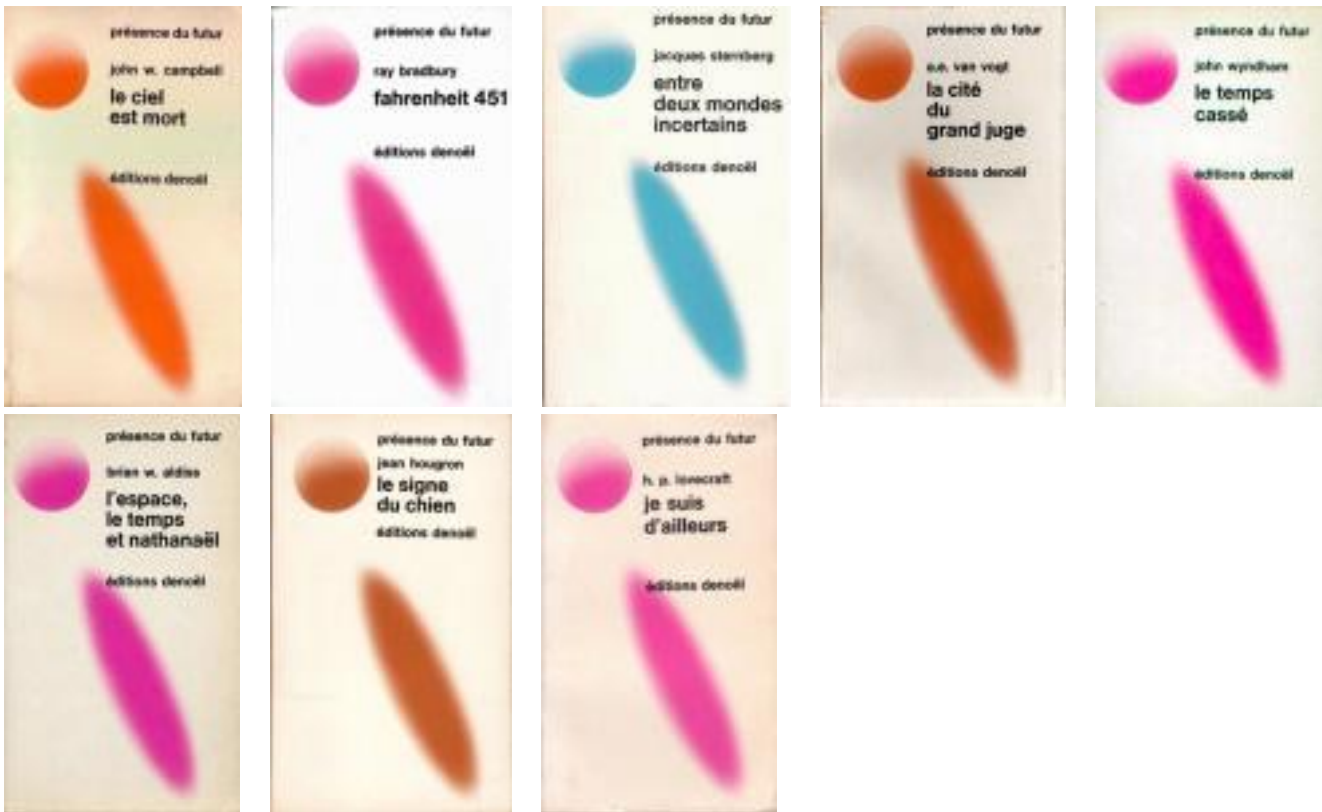 présence du futur
john w. campbell
le ciel
est mort
éditions denoël
présence du futur
ray bradbury
fahrenheit 451
éditions denoël
présence du futur
jacques sternberg
entre
deux mondes
incertains
éditions denoël
présence du futur
a.e. van vogt
la cité
du
grand juge
éditions denoël
présence du futur
john wyndham
le temps
cassé
éditions denoël
présence du futur
brian w. aldiss
l'espace,
le temps
et nathanaël
éditions denoël
présence du futur
jean hougron
le signe
du chien
éditions denoël
présence du futur
h. p. lovecraft
je suis
d'ailleurs
éditions denoël